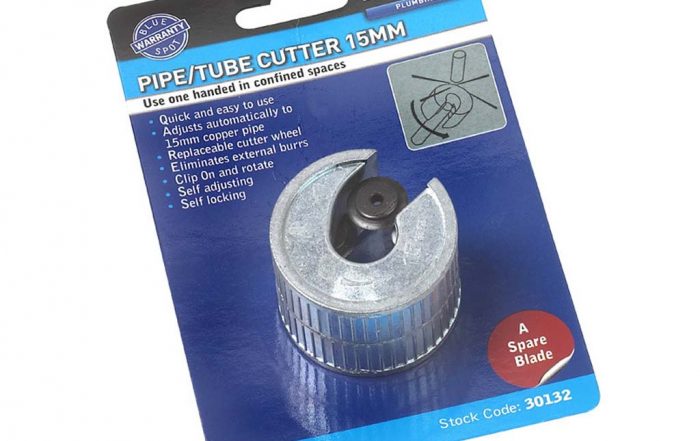 BLUE
WARRANTY
SPOT
PIPE/TUBE CUTTER 15MM
Use one handed in confined spaces
• Quick and easy to use
• Adjusts automatically to
15mm copper pipe
• Replaceable cutter wheel
• Eliminates external burrs
• Clip On and rotate
• Self adjusting
• Self locking
A
Spare
Blade
Stock Code: 30132